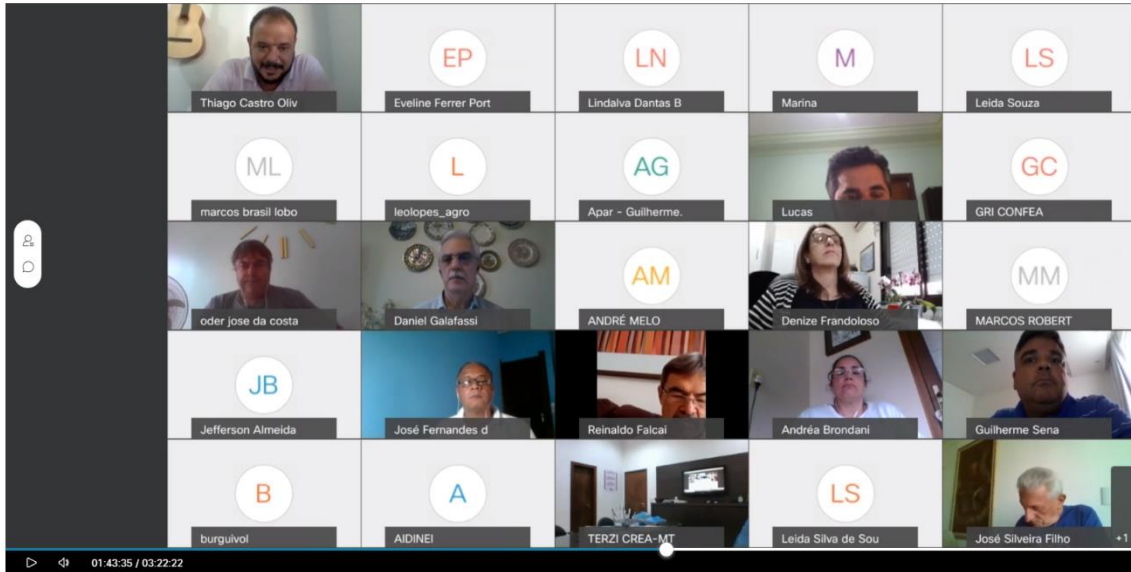 Thiago Castro Oliv
EP
Eveline Ferrer Port
LN
Lindalva Dantas B
M
Marina
LS
Leida Souza
ML
marcos brasil lobo
L
leolopes_agro
AG
Apar - Guilherme.
Lucas
GC
GRI CONFEA
oder jose da costa
Daniel Galafassi
AM
ANDRÉ MELO
Denize Frandoloso
MM
MARCOS ROBERT
JB
Jefferson Almeida
José Fernandes d
Reinaldo Falcai
Andréa Brondani
Guilherme Sena
B
burguivol
A
AIDINEI
TERZI CREA-MT
LS
Leida Silva de Sou
José Silveira Filho
+1
01:43:35 / 03:22:22